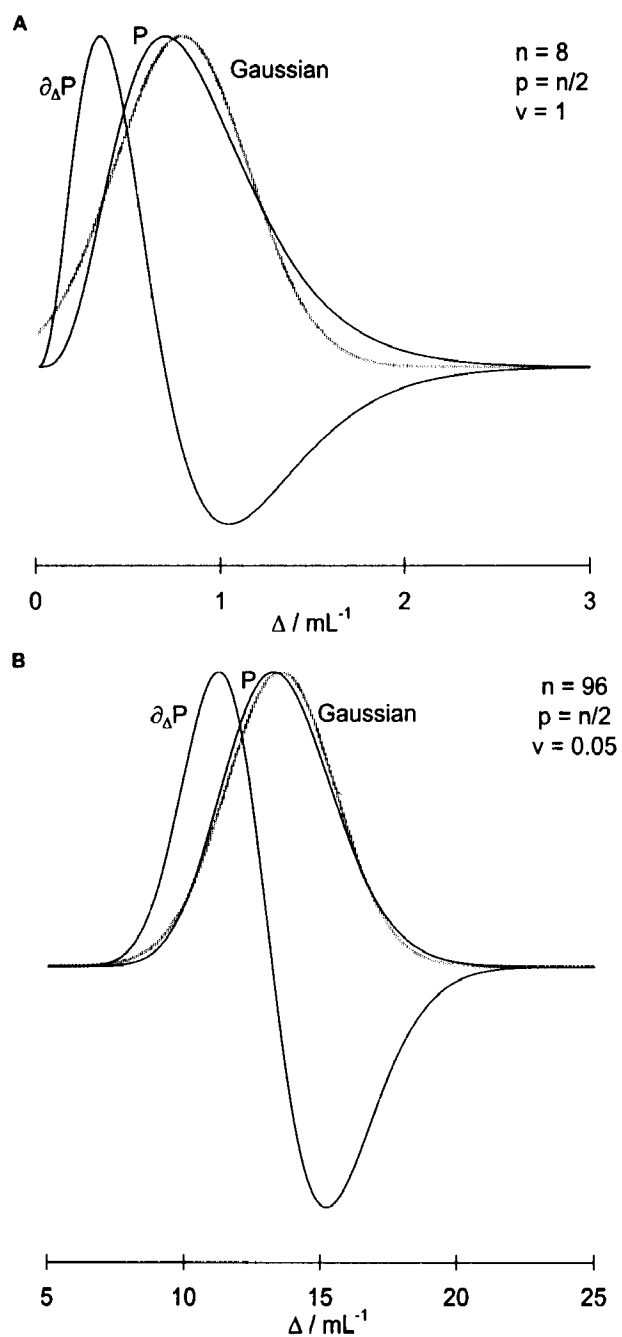 A
∂ΔP
P
Gaussian
n = 8
p = n/2
v = 1
0
1
2
3
Δ / mL⁻¹
B
∂ΔP
P
Gaussian
n = 96
p = n/2
v = 0.05
5
10
15
20
25
Δ / mL⁻¹